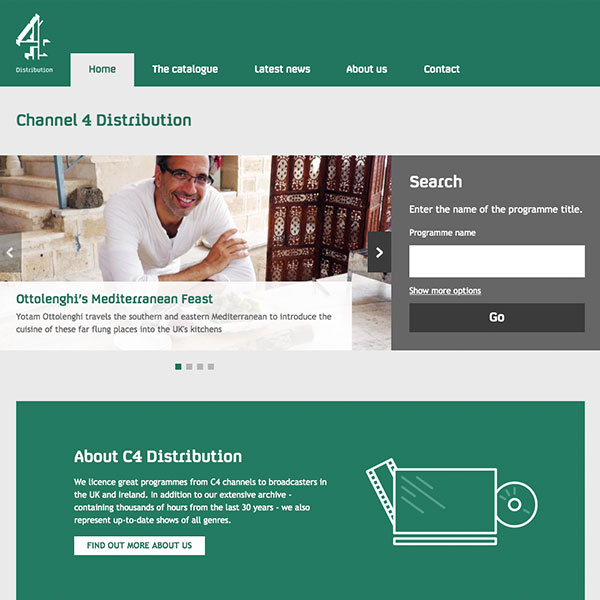 4
Distribution
Home
The catalogue
Latest news
About us
Contact
Channel 4 Distribution
Ottolenghi's Mediterranean Feast
Yotam Ottolenghi travels the southern and eastern Mediterranean to introduce the
cuisine of these far flung places into the UK's kitchens
Search
Enter the name of the programme title.
Programme name
Show more options
Go
About C4 Distribution
We licence great programmes from C4 channels to broadcasters in
the UK and Ireland. In addition to our extensive archive -
containing thousands of hours from the last 30 years - we also
represent up-to-date shows of all genres.
FIND OUT MORE ABOUT US